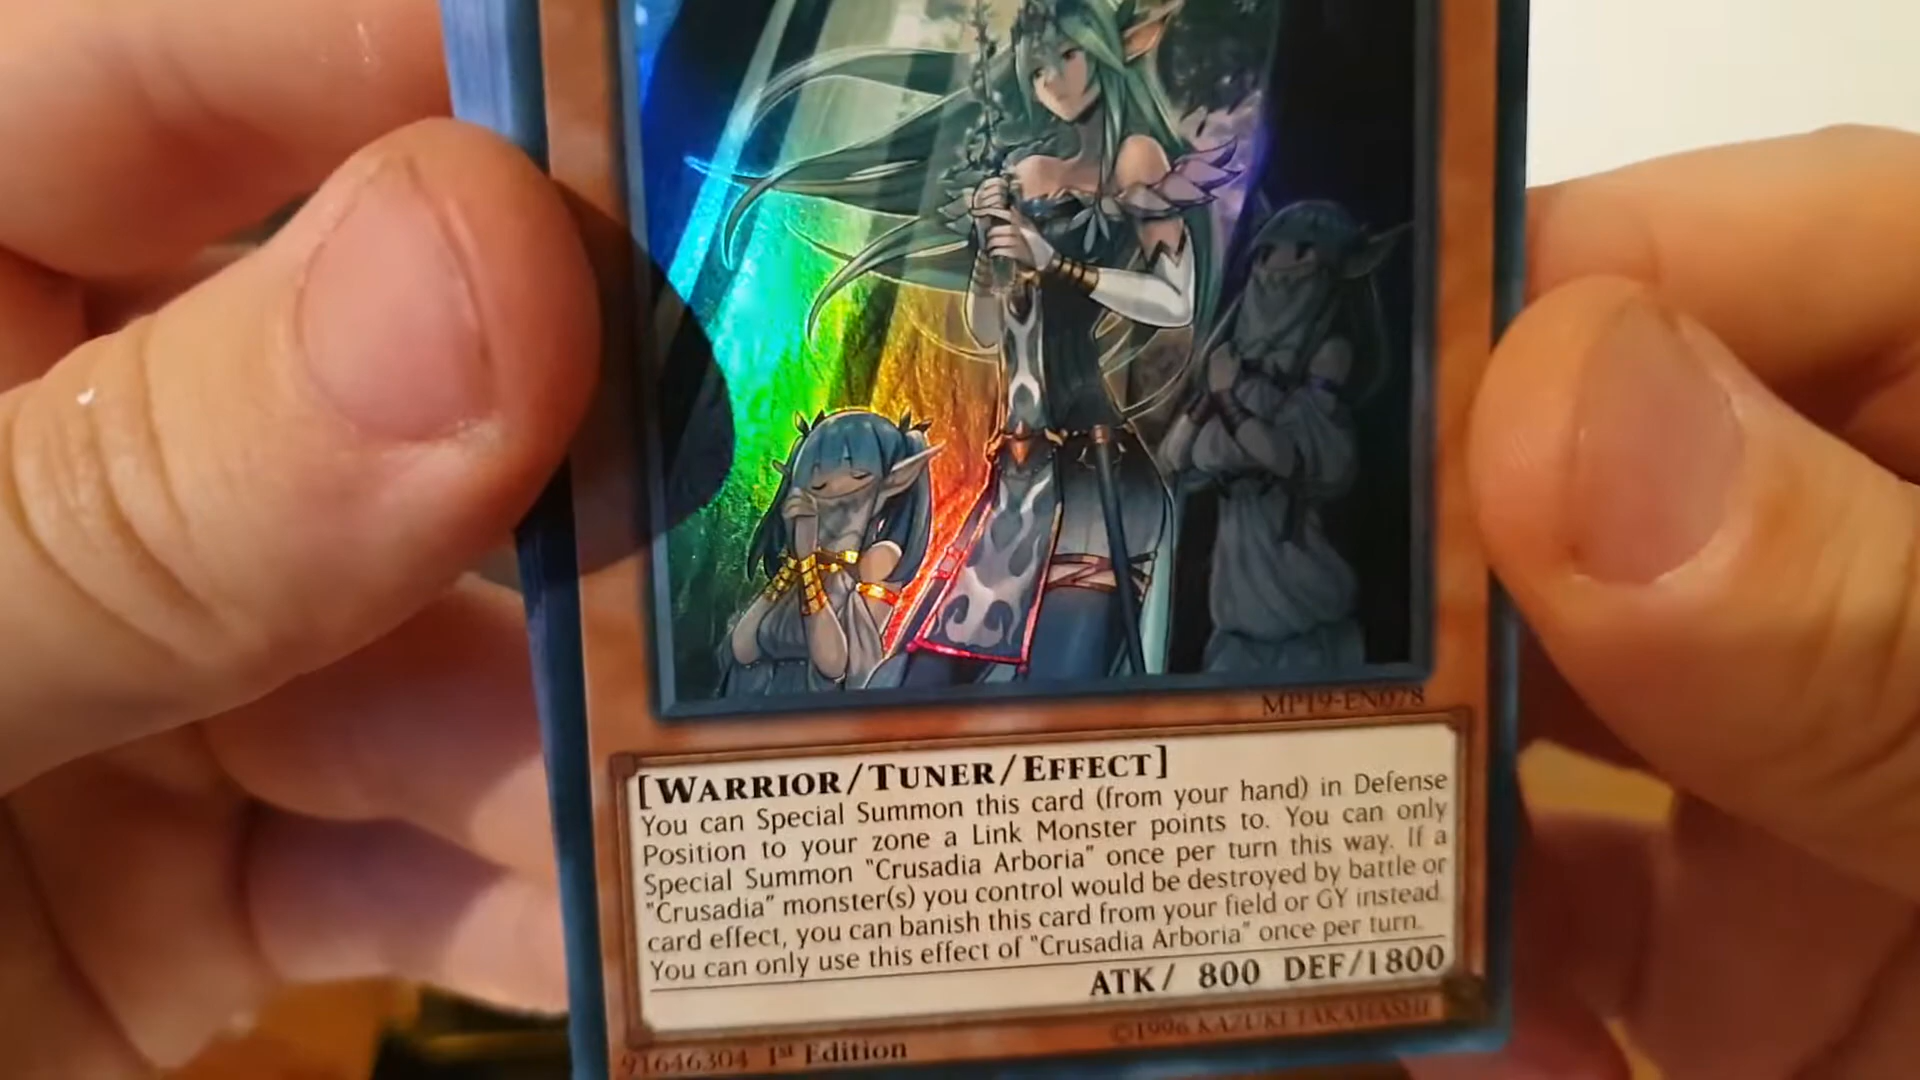 MP19-EN078
[WARRIOR/TUNER/EFFECT]
You can Special Summon this card (from your hand) in Defense
Position to your zone a Link Monster points to. You can only
Special Summon "Crusadia Arboria" once per turn this way. If a
"Crusadia" monster(s) you control would be destroyed by battle or
card effect, you can banish this card from your field or GY instead.
You can only use this effect of "Crusadia Arboria" once per turn.
ATK/ 800 DEF/1800
©1996 KAZUKI TAKAHASHI
91646304 1st Edition